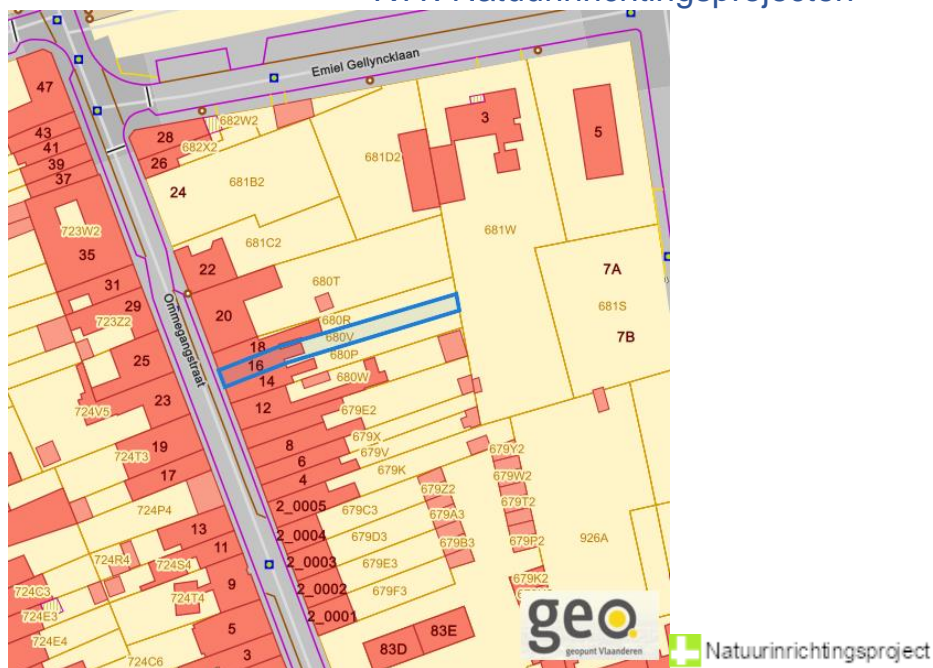 Emiel Gellyncklaan
47
43
41
39
37
28
26
682W2
682X2
24
681B2
681D2
3
5
723W2
35
681C2
681W
31
22
680T
7A
29
723Z2
Ommegangstraat
20
681S
680R
7B
18
680V
25
16
680P
14
680W
724V5
23
12
679E2
19
8
679X
724T3
6
679V
679Y2
17
4
679K
679W2
679Z2
2_0005
679C3
679T2
724P4
679A3
13
2_0004
679D3
679B3
679P2
926A
11
724R4
724S4
2_0003
679E3
679K2
9
2_0002
679F3
724C3
724T4
724E3
2_0001
5
83E
724E4
83D
3
724C6
geo
geopunt Vlaanderen
Natuurinrichtingsproject